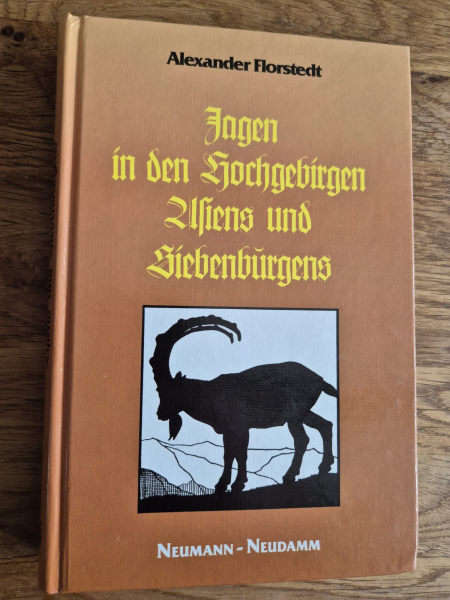 Alexander Florstedt
Jagen
in den Hochgebirgen
Asiens und
Siebenbürgens
Neumann-Neudamm